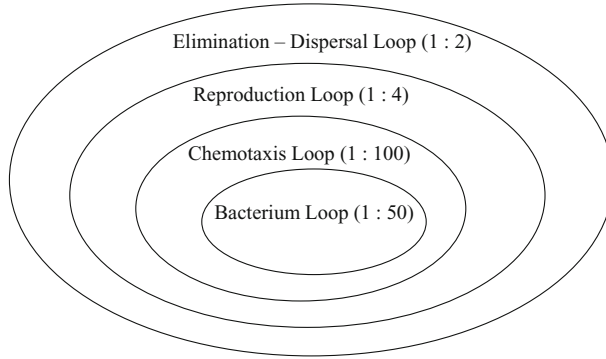 Elimination – Dispersal Loop (1 : 2)
Reproduction Loop (1 : 4)
Chemotaxis Loop (1 : 100)
Bacterium Loop (1 : 50)